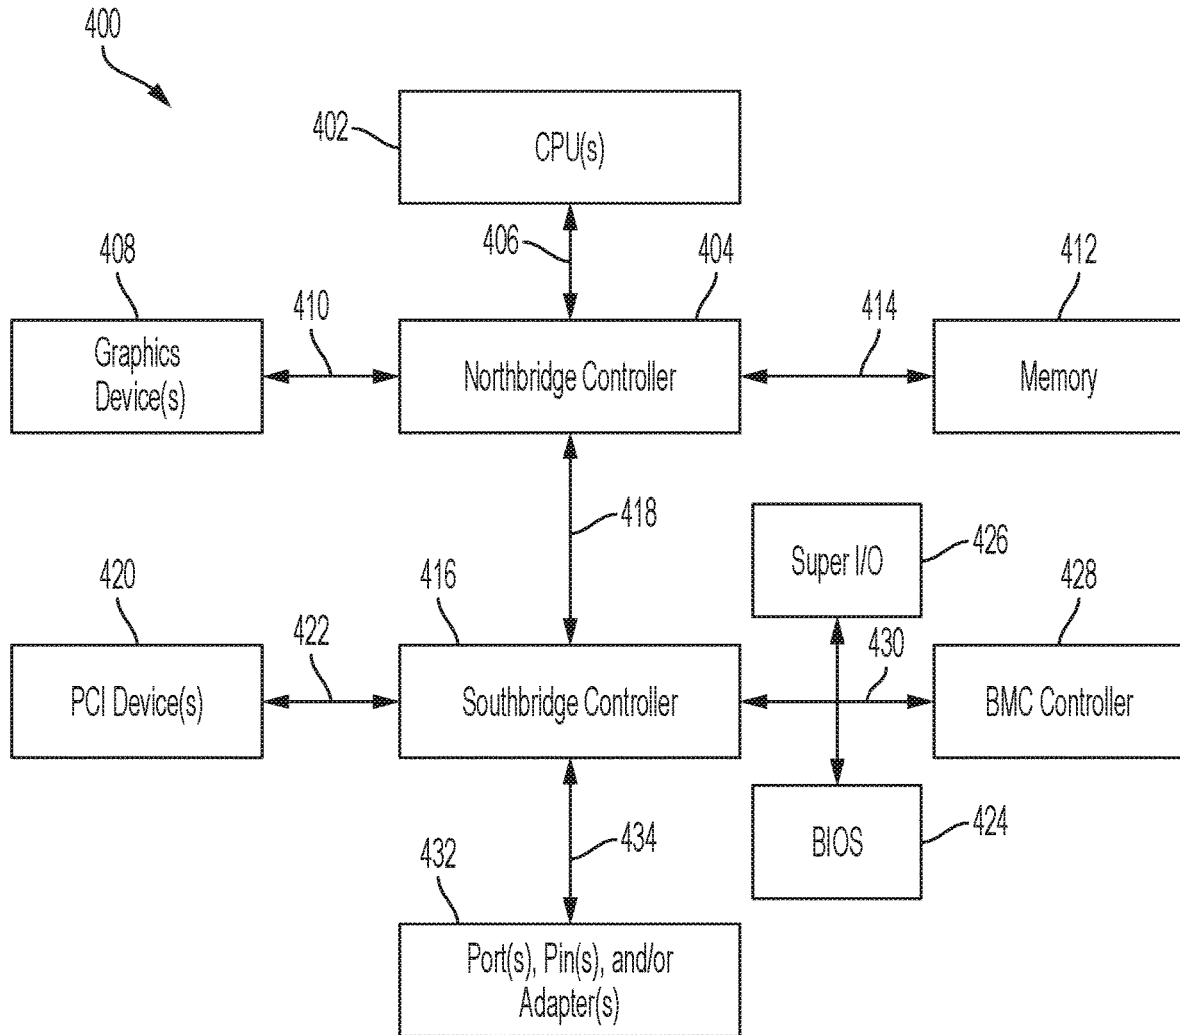 400
402
CPU(s)
406
408
404
412
410
414
Graphics
Device(s)
Northbridge Controller
Memory
418
Super I/O
426
420
416
428
422
430
PCI Device(s)
Southbridge Controller
BMC Controller
432
434
BIOS
424
Port(s), Pin(s), and/or
Adapter(s)